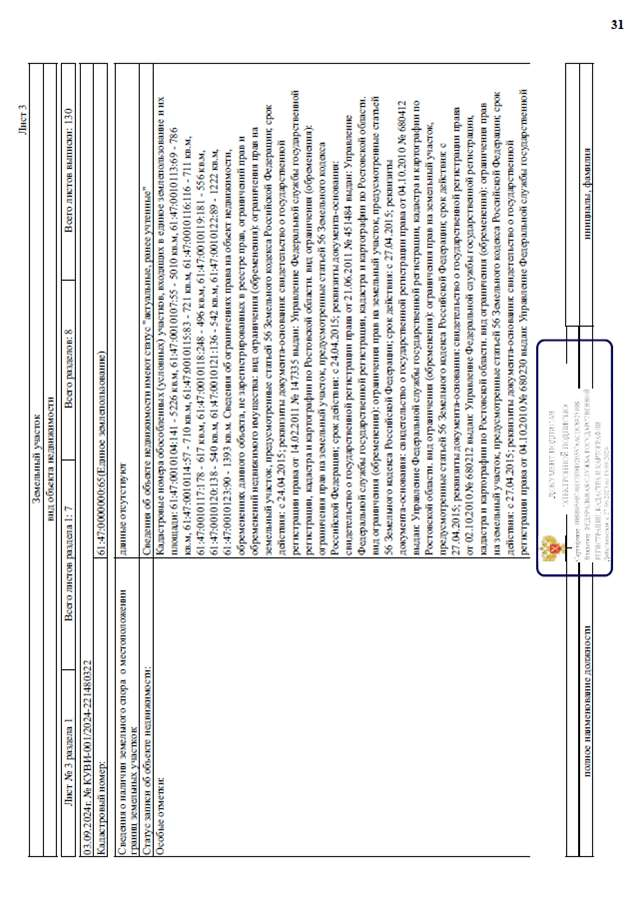 31
Лист 3
Земельный участок
вид объекта недвижимости
Лист № 3 раздела 1
Всего листов раздела 1: 7
Всего разделов: 8
Всего листов выписки: 130
03.09.2024г. № КУВИ-001/2024-221480322
Кадастровый номер:
61:47:0000000:65(Единое землепользование)
Сведения о наличии земельного спора о местоположении
границ земельных участков:
данные отсутствуют
Статус записи об объекте недвижимости:
Сведения об объекте недвижимости имеют статус "актуальные, ранее учтенные"
Особые отметки:
Кадастровые номера обособленных (условных) участков, входящих в единое землепользование и их
площади: 61:47:0010104:141 - 5226 кв.м, 61:47:0010107:55 - 5010 кв.м, 61:47:0010113:69 - 786
кв.м, 61:47:0010114:57 - 710 кв.м, 61:47:0010115:83 - 721 кв.м, 61:47:0010116:116 - 711 кв.м,
61:47:0010117:178 - 617 кв.м, 61:47:0010118:248 - 496 кв.м, 61:47:0010119:181 - 556 кв.м,
61:47:0010120:138 - 540 кв.м, 61:47:0010121:136 - 542 кв.м, 61:47:0010122:89 - 1222 кв.м,
61:47:0010123:90 - 1393 кв.м. Сведения об ограничениях права на объект недвижимости,
обременениях данного объекта, не зарегистрированных в реестре прав, ограничений прав и
обременений недвижимого имущества: вид ограничения (обременения): ограничения прав на
земельный участок, предусмотренные статьей 56 Земельного кодекса Российской Федерации; срок
действия: с 24.04.2015; реквизиты документа-основания: свидетельство о государственной
регистрации права от 14.02.2011 № 147335 выдан: Управление Федеральной службы государственной
регистрации, кадастра и картографии по Ростовской области. вид ограничения (обременения):
ограничения прав на земельный участок, предусмотренные статьей 56 Земельного кодекса
Российской Федерации; срок действия: с 24.04.2015; реквизиты документа-основания:
свидетельство о государственной регистрации права от 21.06.2011 № 451484 выдан: Управление
Федеральной службы государственной регистрации, кадастра и картографии по Ростовской области.
вид ограничения (обременения): ограничения прав на земельный участок, предусмотренные статьей
56 Земельного кодекса Российской Федерации; срок действия: с 27.04.2015; реквизиты
документа-основания: свидетельство о государственной регистрации права от 04.10.2010 № 680412
выдан: Управление Федеральной службы государственной регистрации, кадастра и картографии по
Ростовской области. вид ограничения (обременения): ограничения прав на земельный участок,
предусмотренные статьей 56 Земельного кодекса Российской Федерации; срок действия: с
27.04.2015; реквизиты документа-основания: свидетельство о государственной регистрации права
от 02.10.2010 № 680212 выдан: Управление Федеральной службы государственной регистрации,
кадастра и картографии по Ростовской области. вид ограничения (обременения): ограничения прав
на земельный участок, предусмотренные статьей 56 Земельного кодекса Российской Федерации; срок
действия: с 27.04.2015; реквизиты документа-основания: свидетельство о государственной
регистрации права от 04.10.2010 № 680230 выдан: Управление Федеральной службы государственной
полное наименование должности
ДОКУМЕНТ ПОДПИСАН
ЭЛЕКТРОННОЙ ПОДПИСЬЮ
инициалы, фамилия